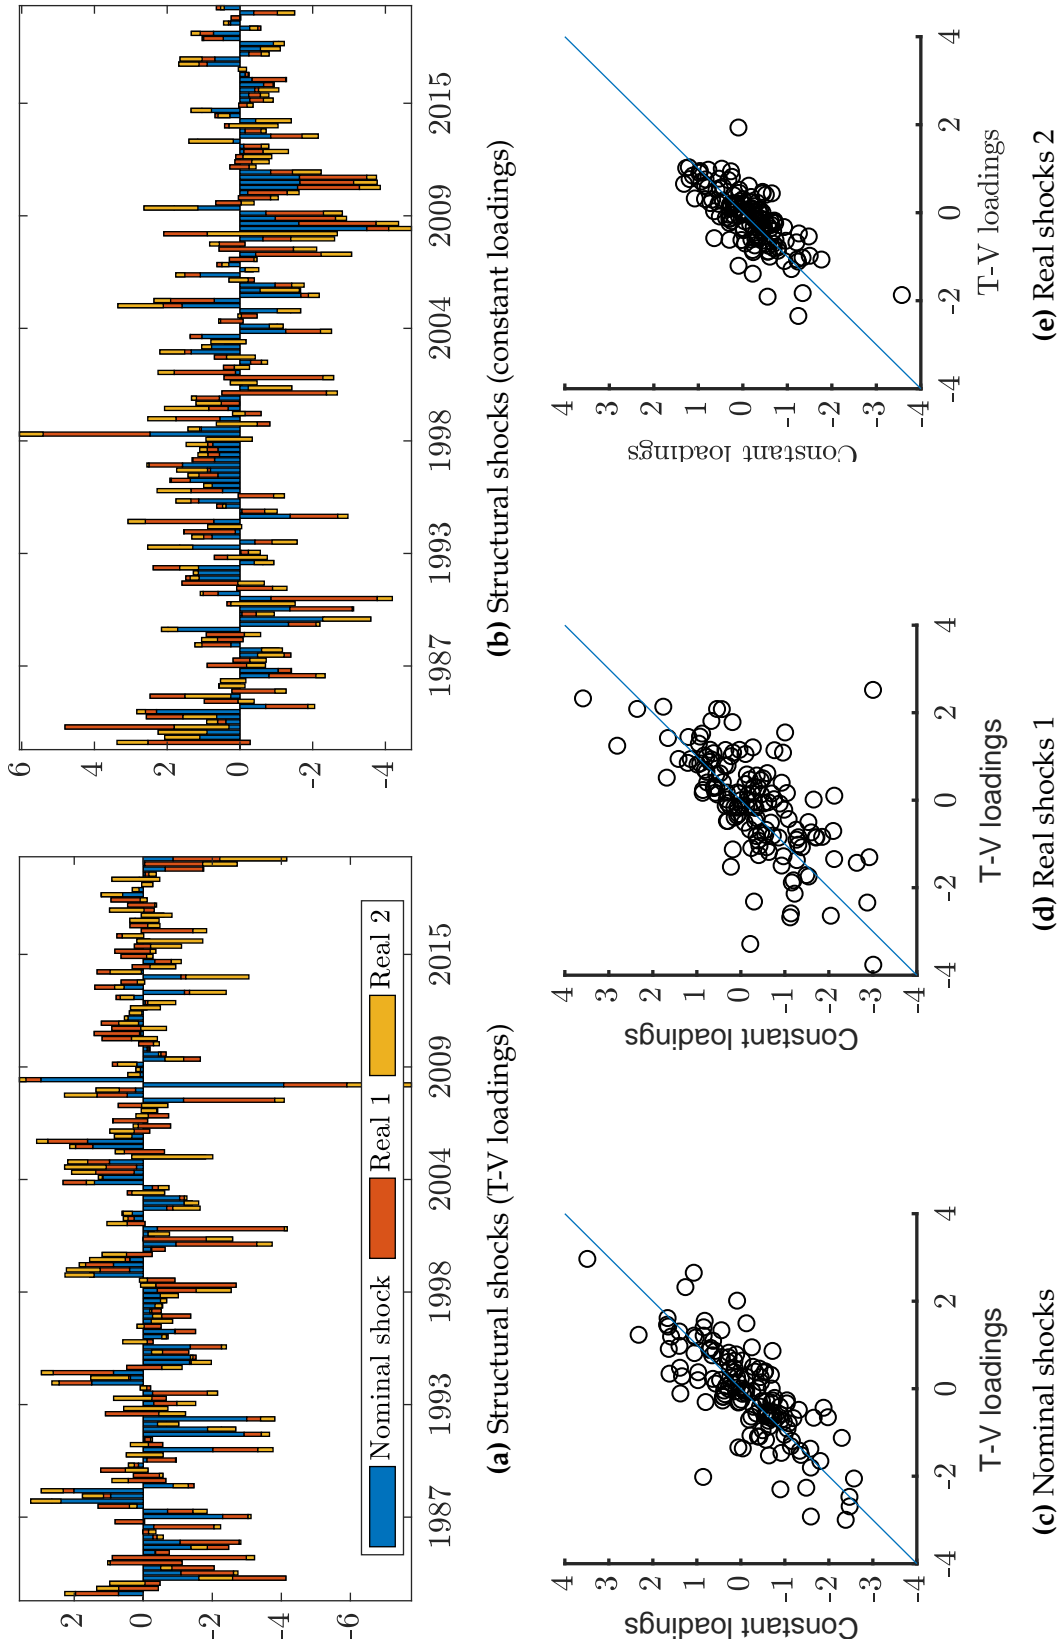 2
0
-2
-4
-6
Nominal shock Real 1 Real 2
1987 1993 1998 2004 2009 2015
(a) Structural shocks (T-V loadings)
6
4
2
0
-2
-4
1987 1993 1998 2004 2009 2015
(b) Structural shocks (constant loadings)
Constant loadings
4
3
2
1
0
-1
-2
-3
-4
-4 -2 0 2 4
T-V loadings
(c) Nominal shocks
Constant loadings
4
3
2
1
0
-1
-2
-3
-4
-4 -2 0 2 4
T-V loadings
(d) Real shocks 1
Constant loadings
4
3
2
1
0
-1
-2
-3
-4
-4 -2 0 2 4
T-V loadings
(e) Real shocks 2